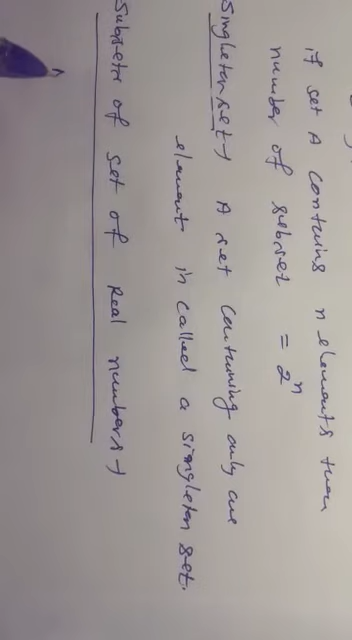 if set A contains n elements then
number of subset = 2^n
Singleton set → A set containing only one
element is called a singleton set.
Subsets of set of Real numbers →